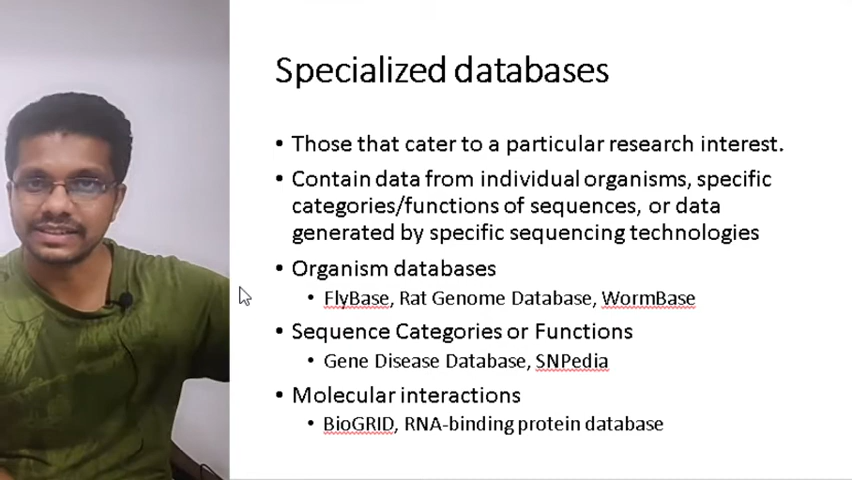 Specialized databases
• Those that cater to a particular research interest.
• Contain data from individual organisms, specific
categories/functions of sequences, or data
generated by specific sequencing technologies
• Organism databases
• FlyBase, Rat Genome Database, WormBase
• Sequence Categories or Functions
• Gene Disease Database, SNPedia
• Molecular interactions
• BioGRID, RNA-binding protein database